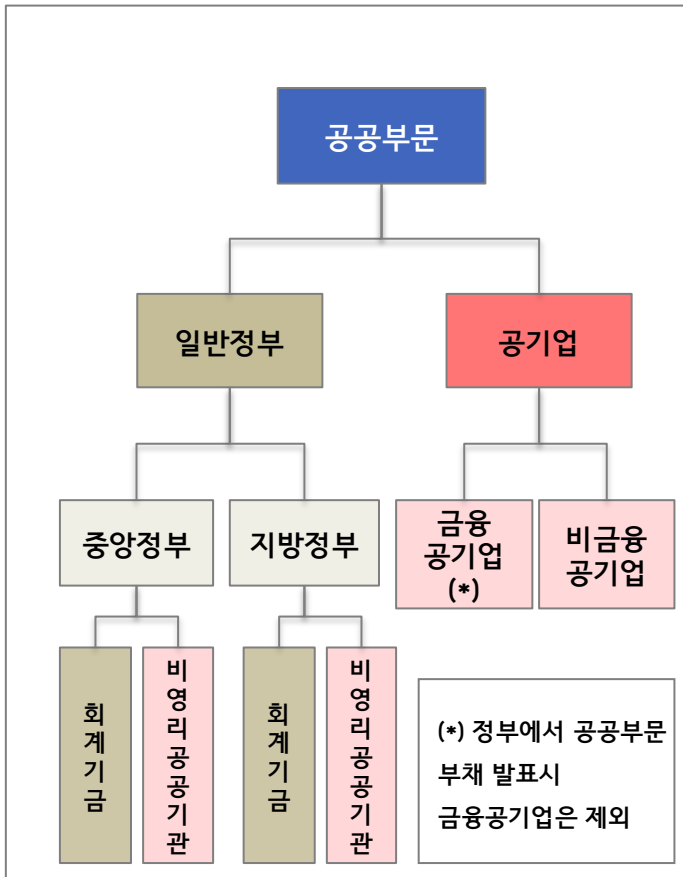 공공부문
일반정부
공기업
중앙정부
지방정부
금융
공기업
(*)
비금융
공기업
회계기금
비영리공공기관
회계기금
비영리공공기관
(*) 정부에서 공공부문
부채 발표시
금융공기업은 제외